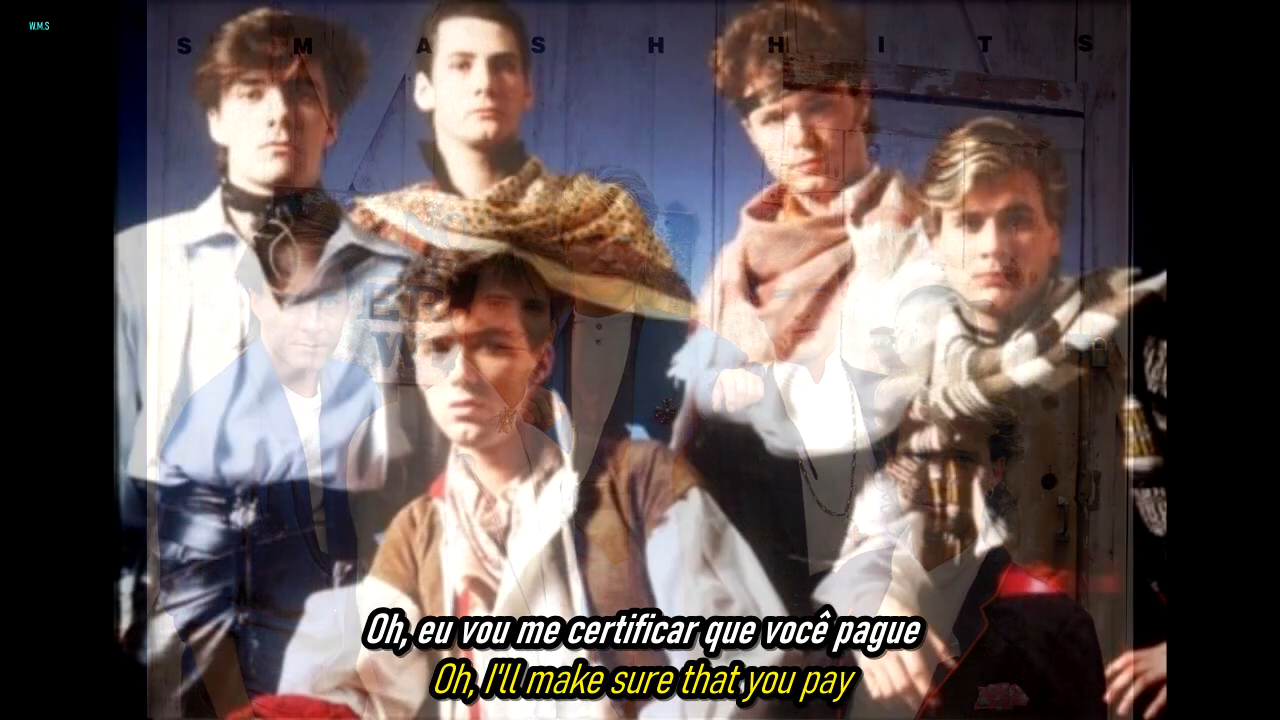 W.M.S
S M A S H H I T S
Oh, eu vou me certificar que você pague
Oh, I'll make sure that you pay